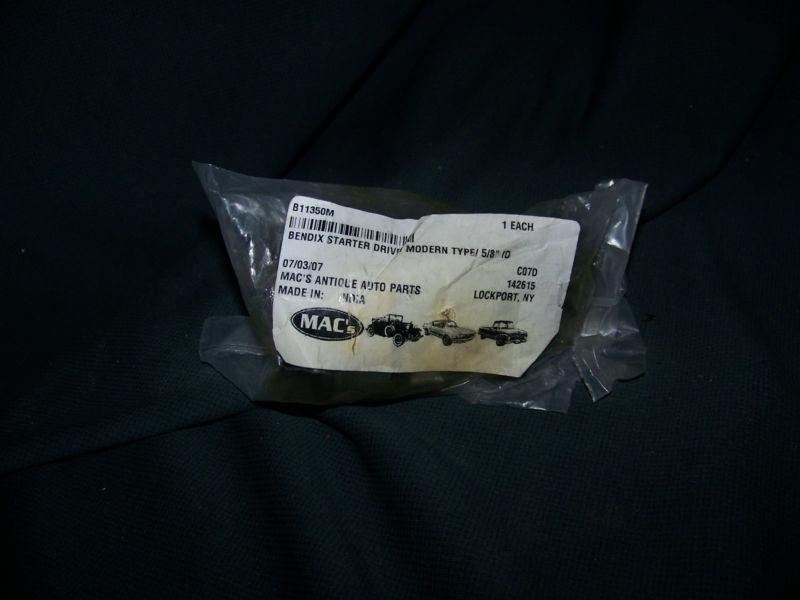 B11350M
1 EACH
BENDIX STARTER DRIVE MODERN TYPE/ 5/8" /D
07/03/07
C07D
MAC'S ANTIQUE AUTO PARTS
142615
MADE IN: INDIA
LOCKPORT, NY
MAC's